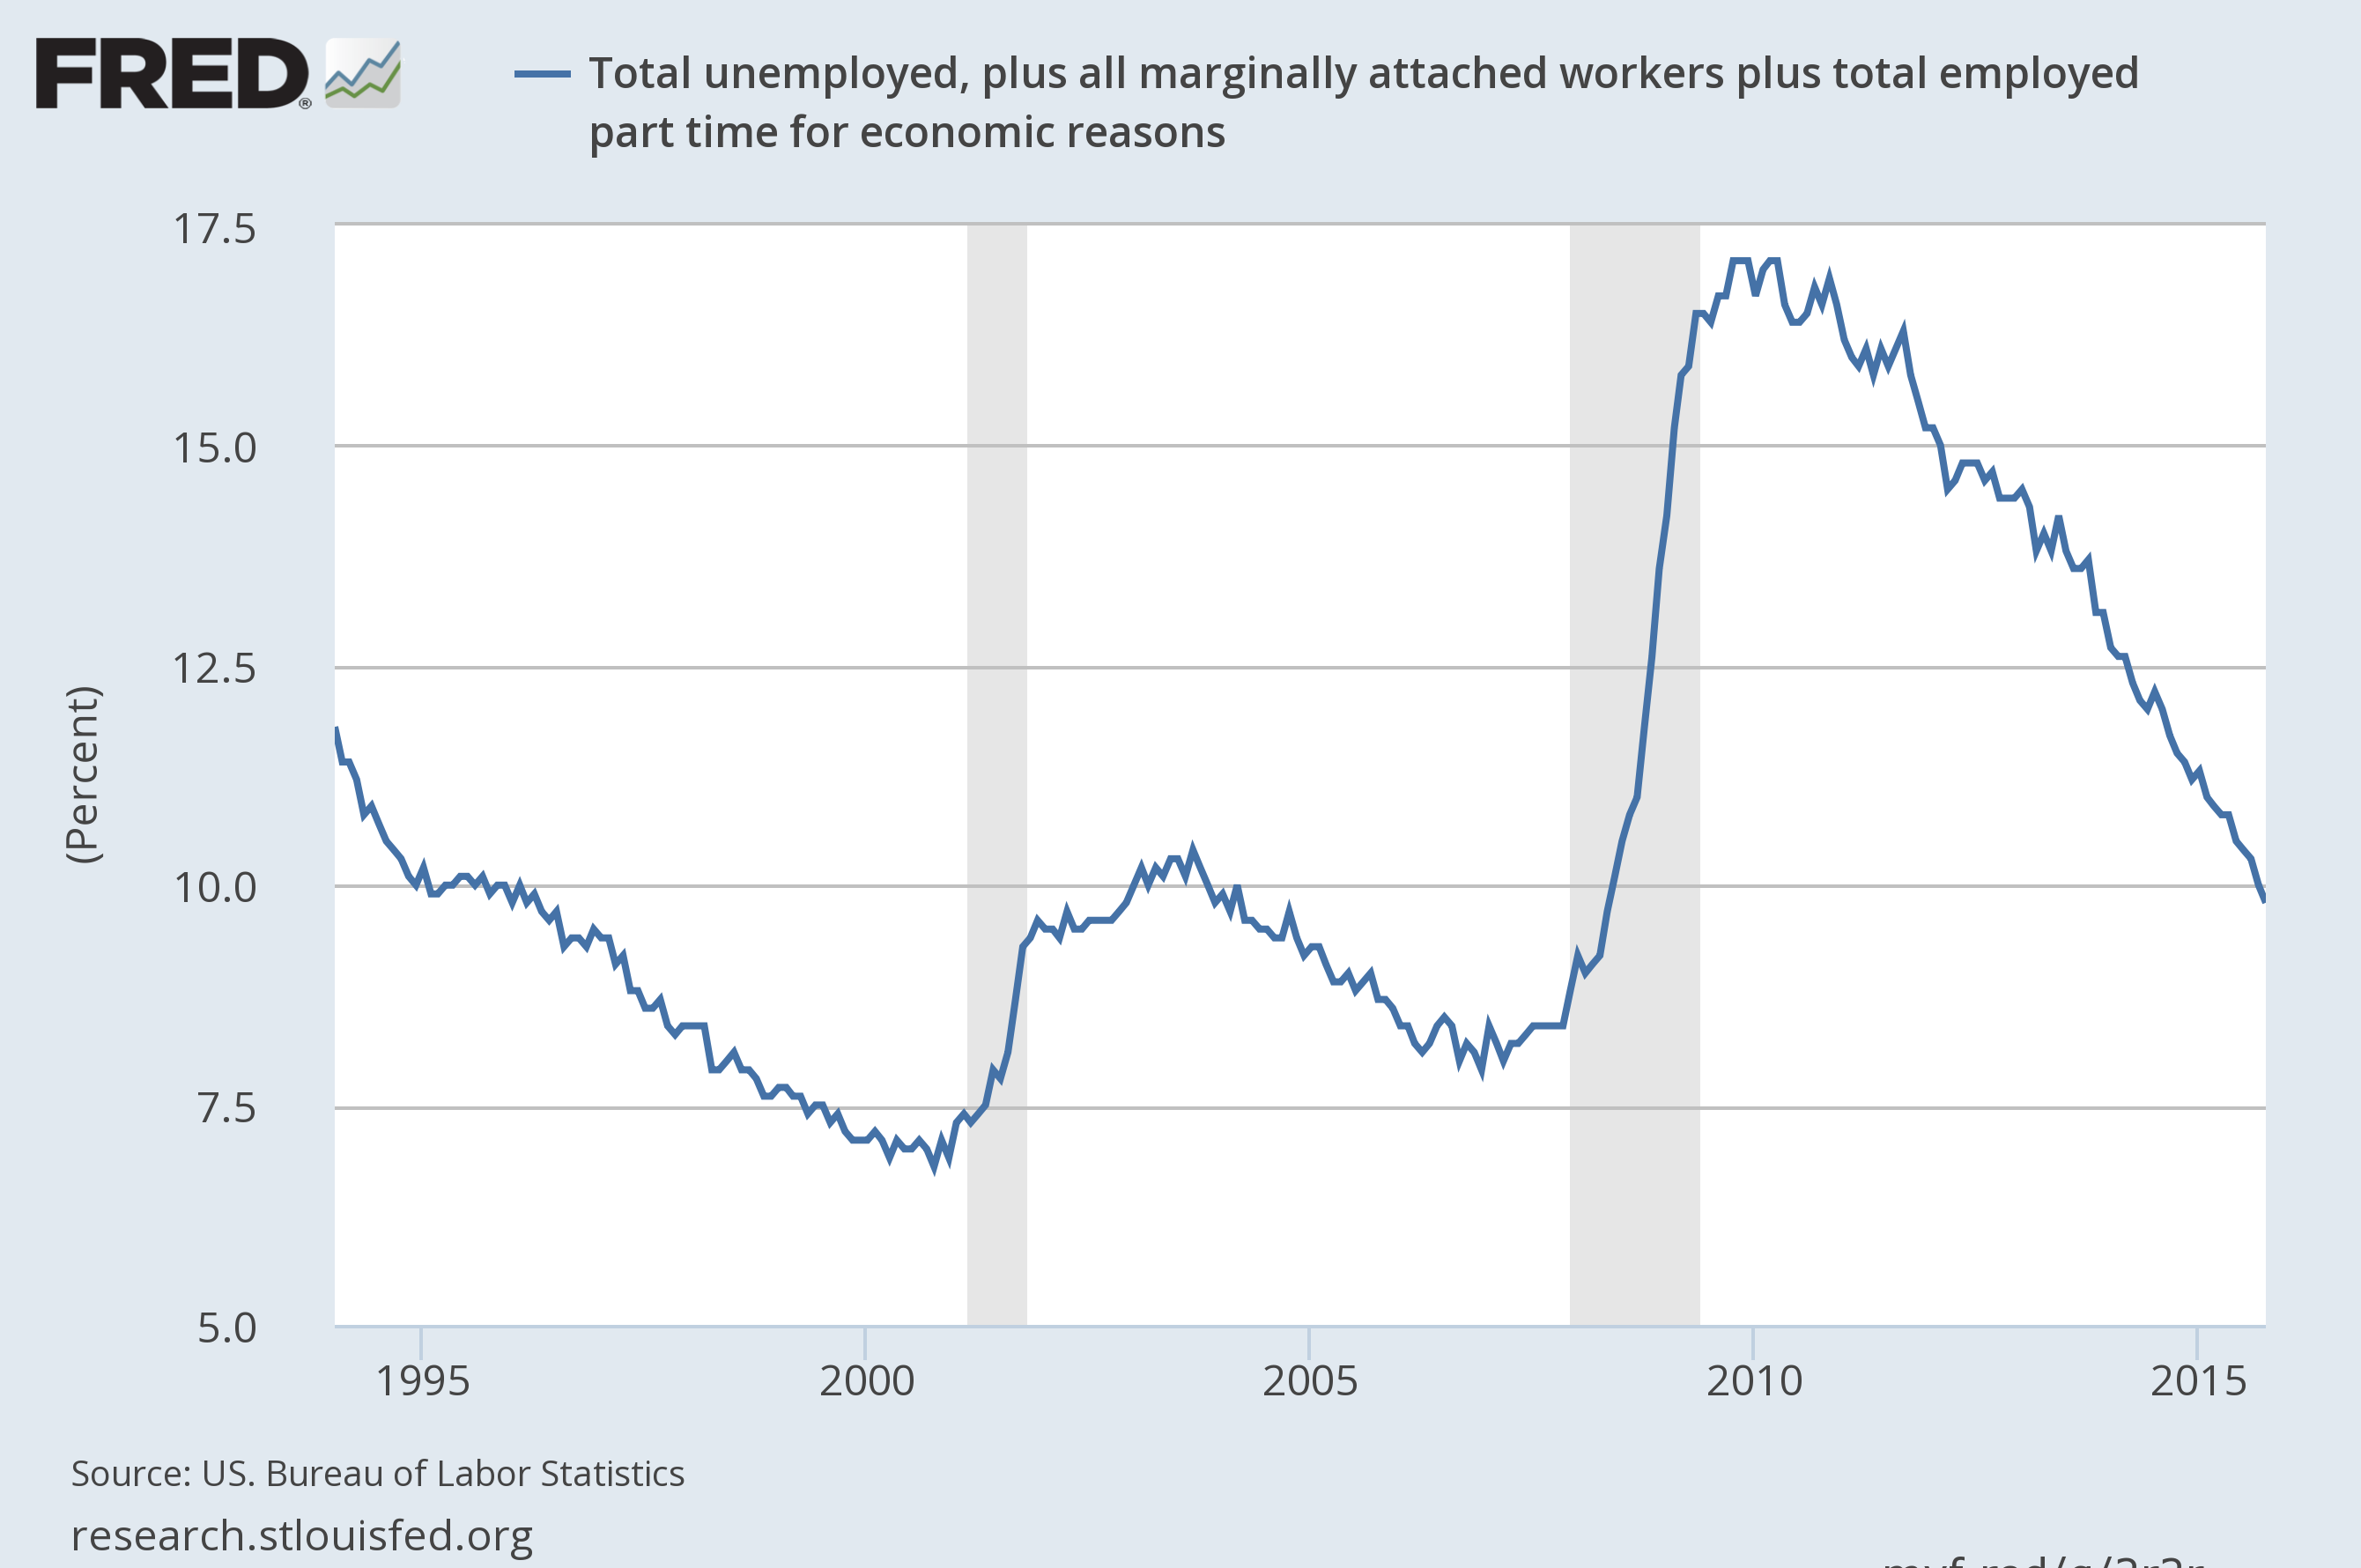 FRED®
Total unemployed, plus all marginally attached workers plus total employed
part time for economic reasons
17.5
15.0
12.5
10.0
7.5
5.0
(Percent)
1995 2000 2005 2010 2015
Source: US. Bureau of Labor Statistics
research.stlouisfed.org